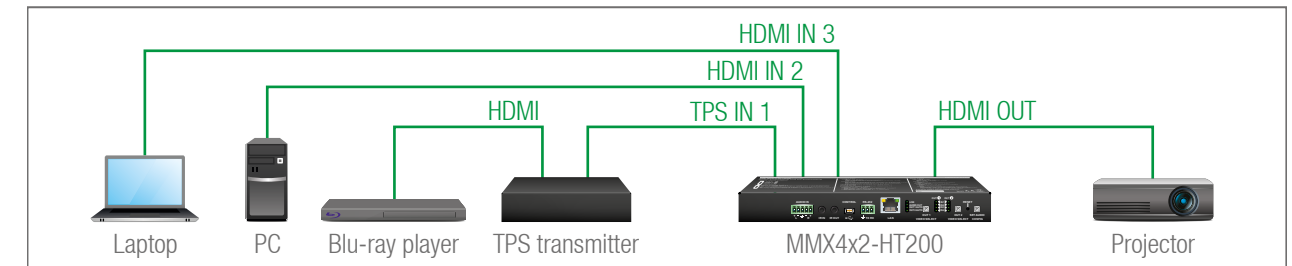 HDMI IN 3
HDMI IN 2
HDMI
TPS IN 1
HDMI OUT
Laptop
PC
Blu-ray player
TPS transmitter
MMX4x2-HT200
Projector